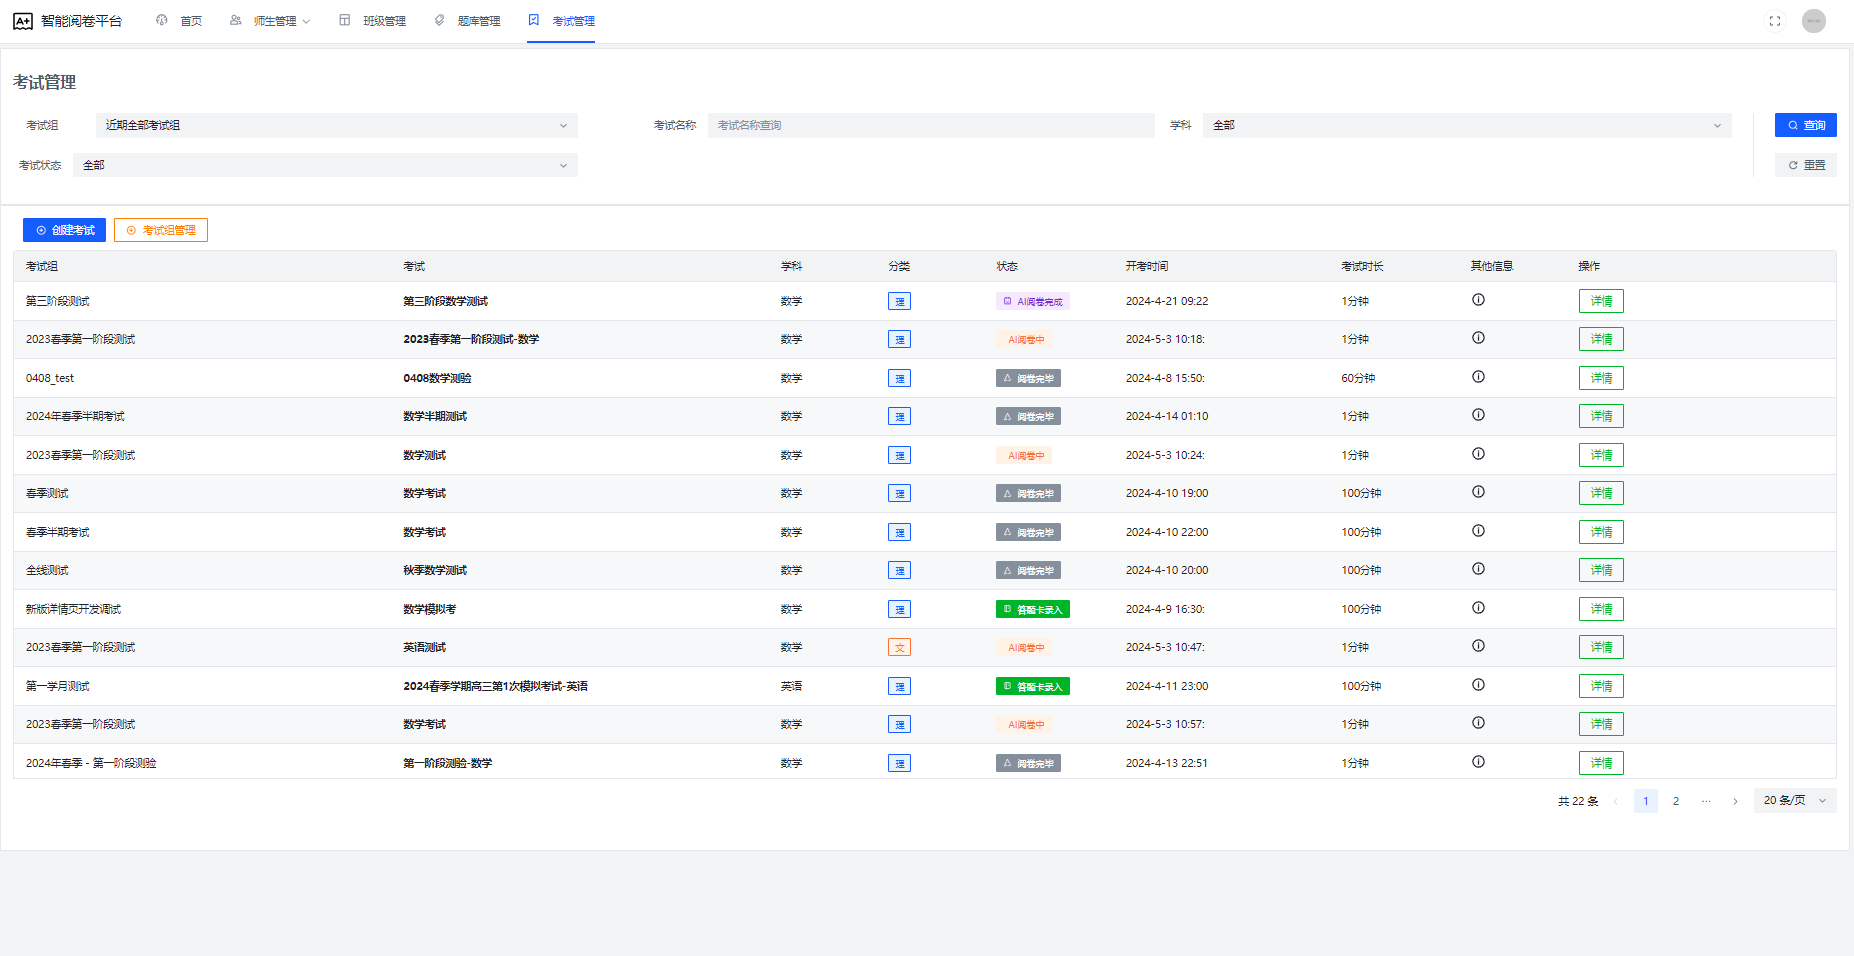 A+ 智能阅卷平台 首页 师生管理 班级管理 题库管理 考试管理
考试管理
考试组 近期全部考试组 考试名称 考试名称查询 学科 全部 查询
考试状态 全部 重置
创建考试 考试组管理
考试组 考试 学科 分类 状态 开考时间 考试时长 其他信息 操作
第三阶段测试 第三阶段数学测试 数学 理 AI阅卷完成 2024-4-21 09:22 1分钟 详情
2023春季第一阶段测试 2023春季第一阶段测试-数学 数学 理 AI阅卷中 2024-5-3 10:18: 1分钟 详情
0408_test 0408数学测验 数学 理 阅卷完毕 2024-4-8 15:50: 60分钟 详情
2024年春季半期考试 数学半期测试 数学 理 阅卷完毕 2024-4-14 01:10 1分钟 详情
2023春季第一阶段测试 数学测试 数学 理 AI阅卷中 2024-5-3 10:24: 1分钟 详情
春季测试 数学考试 数学 理 阅卷完毕 2024-4-10 19:00 100分钟 详情
春季半期考试 数学考试 数学 理 阅卷完毕 2024-4-10 22:00 100分钟 详情
全线测试 秋季数学测试 数学 理 阅卷完毕 2024-4-10 20:00 100分钟 详情
新版详情页开发调试 数学模拟考 数学 理 答题卡录入 2024-4-9 16:30: 100分钟 详情
2023春季第一阶段测试 英语测试 数学 文 AI阅卷中 2024-5-3 10:47: 1分钟 详情
第一学月测试 2024春季学期高三第1次模拟考试-英语 英语 理 答题卡录入 2024-4-11 23:00 100分钟 详情
2023春季第一阶段测试 数学考试 数学 理 AI阅卷中 2024-5-3 10:57: 1分钟 详情
2024年春季 - 第一阶段测验 第一阶段测验-数学 数学 理 阅卷完毕 2024-4-13 22:51 1分钟 详情
共 22 条 1 2 ··· 20 条/页